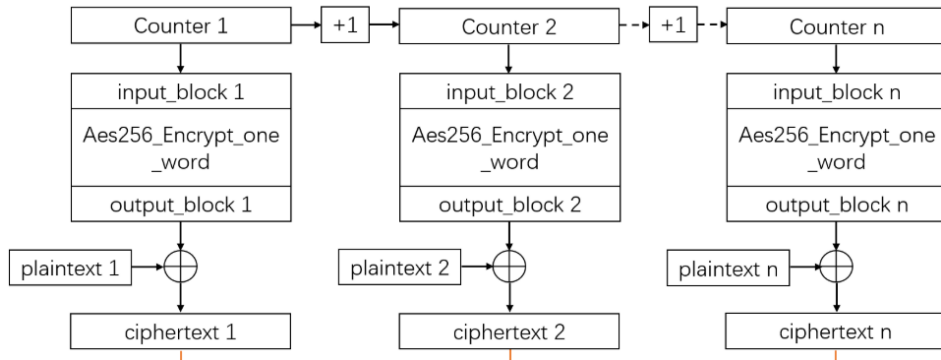 Counter 1
+1
Counter 2
+1
Counter n
input_block 1
input_block 2
input_block n
Aes256_Encrypt_one
_word
Aes256_Encrypt_one
_word
Aes256_Encrypt_one
_word
output_block 1
output_block 2
output_block n
plaintext 1
plaintext 2
plaintext n
ciphertext 1
ciphertext 2
ciphertext n